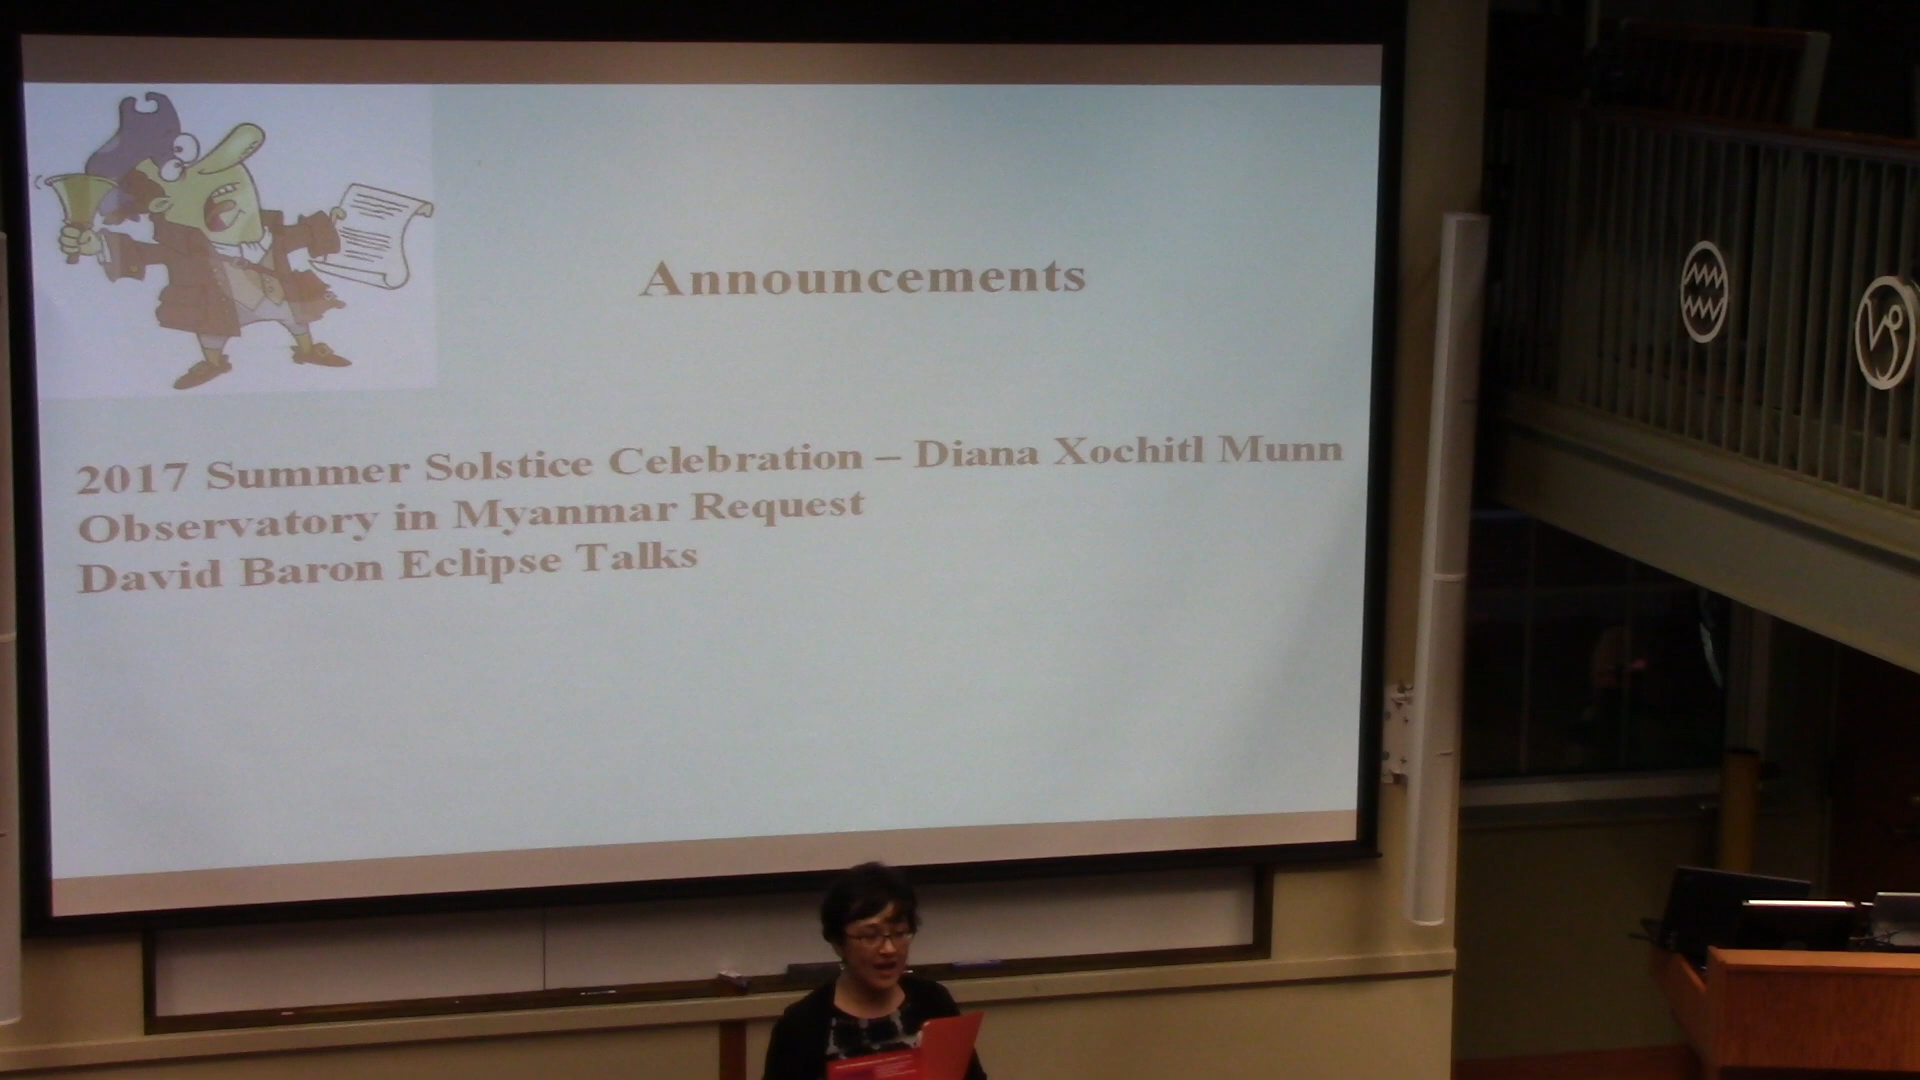 Announcements
2017 Summer Solstice Celebration – Diana Xochitl Munn
Observatory in Myanmar Request
David Baron Eclipse Talks